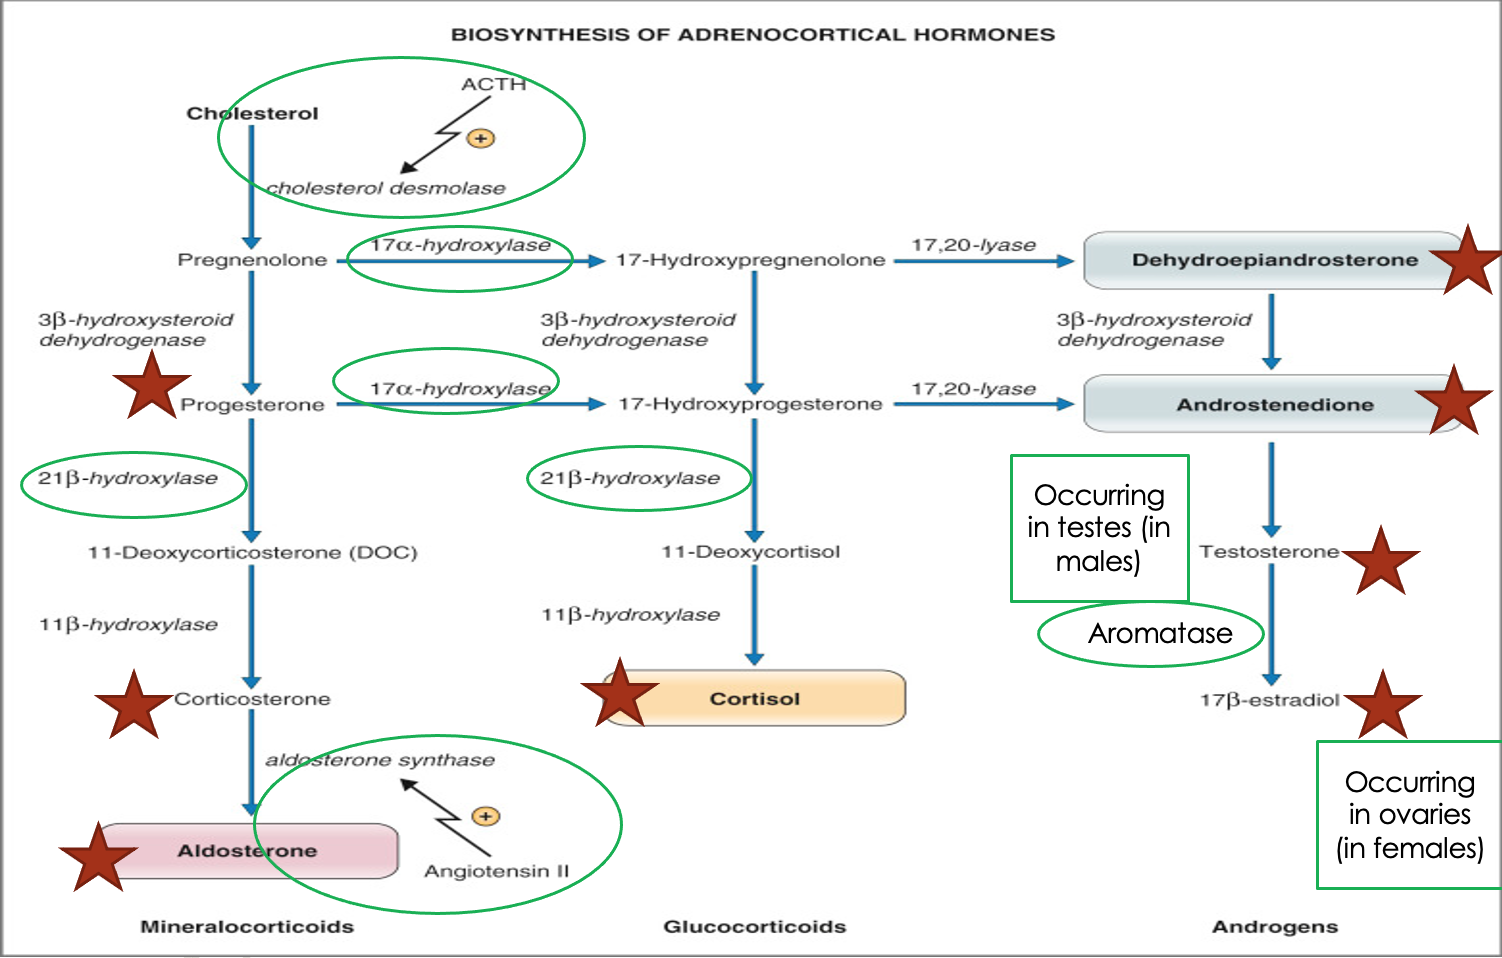 BIOSYNTHESIS OF ADRENOCORTICAL HORMONES
ACTH
Cholesterol
+
cholesterol desmolase
17α-hydroxylase
17,20-lyase
Pregnenolone
17-Hydroxypregnenolone
Dehydroepiandrosterone
3β-hydroxysteroid
dehydrogenase
3β-hydroxysteroid
dehydrogenase
3β-hydroxysteroid
dehydrogenase
17α-hydroxylase
17,20-lyase
Progesterone
17-Hydroxyprogesterone
Androstenedione
21β-hydroxylase
21β-hydroxylase
Occurring
in testes (in
males)
11-Deoxycorticosterone (DOC)
11-Deoxycortisol
Testosterone
11β-hydroxylase
11β-hydroxylase
Aromatase
Corticosterone
Cortisol
17β-estradiol
aldosterone synthase
+
Occurring
in ovaries
(in females)
Aldosterone
Angiotensin II
Mineralocorticoids
Glucocorticoids
Androgens